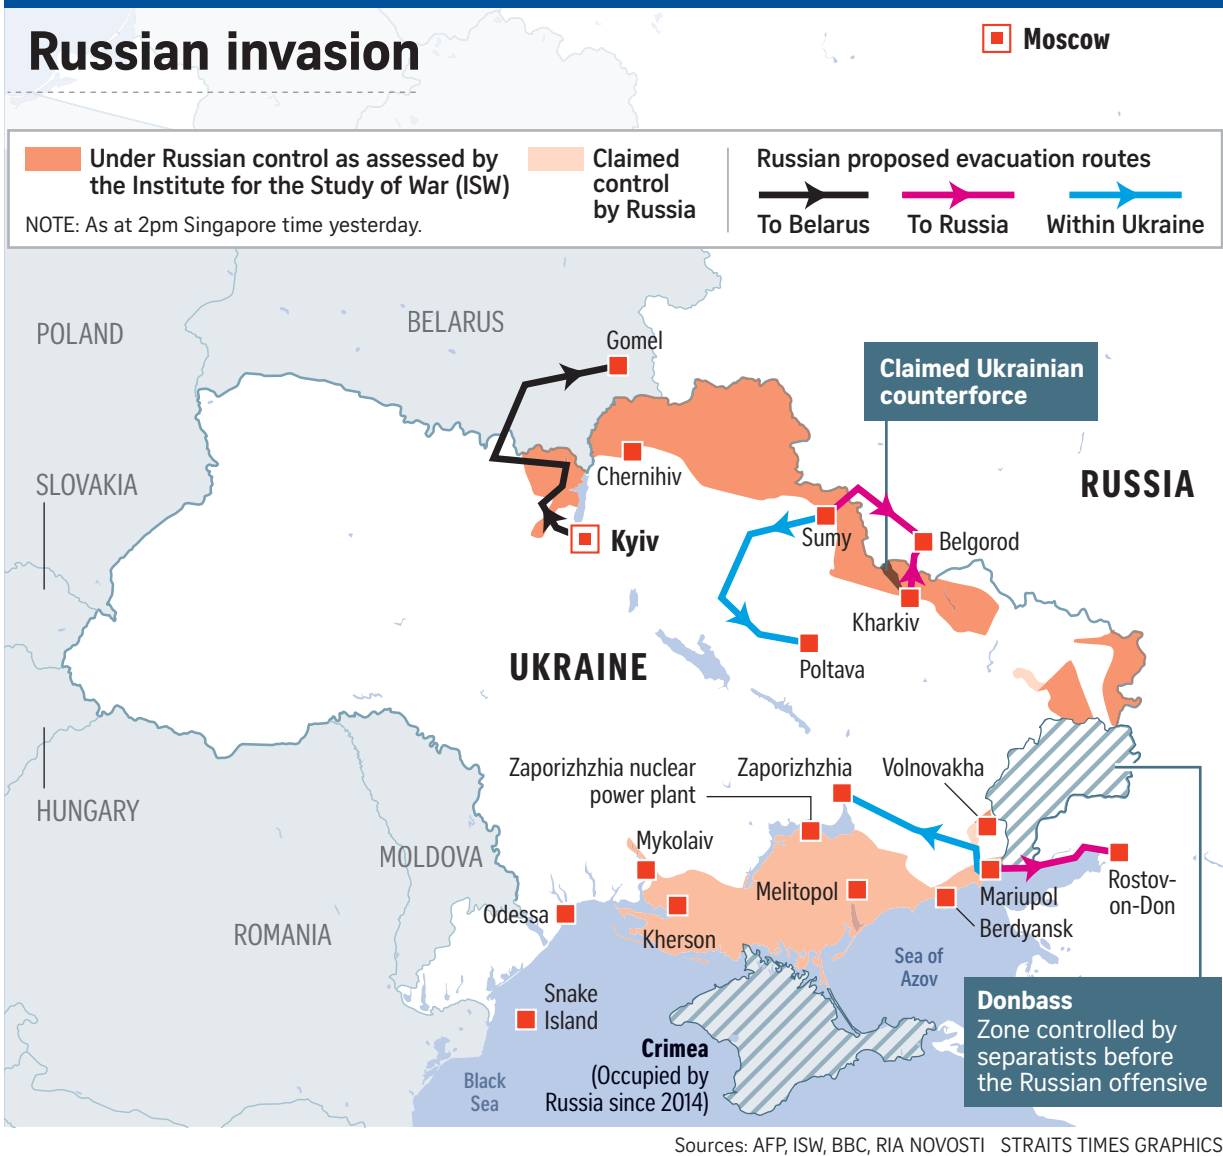 Russian invasion
Moscow
Under Russian control as assessed by
the Institute for the Study of War (ISW)
NOTE: As at 2pm Singapore time yesterday.
Claimed
control
by Russia
Russian proposed evacuation routes
To Belarus
To Russia
Within Ukraine
POLAND
BELARUS
Gomel
Claimed Ukrainian
counterforce
SLOVAKIA
Chernihiv
RUSSIA
Kyiv
Sumy
Belgorod
Kharkiv
UKRAINE
Poltava
HUNGARY
Zaporizhzhia nuclear
power plant
Zaporizhzhia
Volnovakha
MOLDOVA
Mykolaiv
Melitopol
Mariupol
Rostov-
on-Don
Odessa
Kherson
Berdyansk
ROMANIA
Sea of
Azov
Snake
Island
Donbass
Zone controlled by
separatists before
the Russian offensive
Crimea
(Occupied by
Russia since 2014)
Black
Sea
Sources: AFP, ISW, BBC, RIA NOVOSTI STRAITS TIMES GRAPHICS